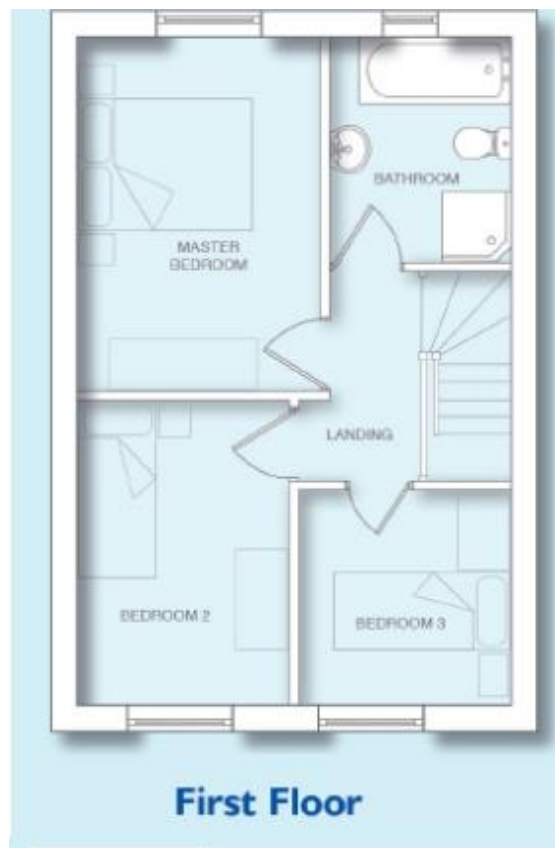 BATHROOM
MASTER
BEDROOM
LANDING
BEDROOM 2
BEDROOM 3
First Floor